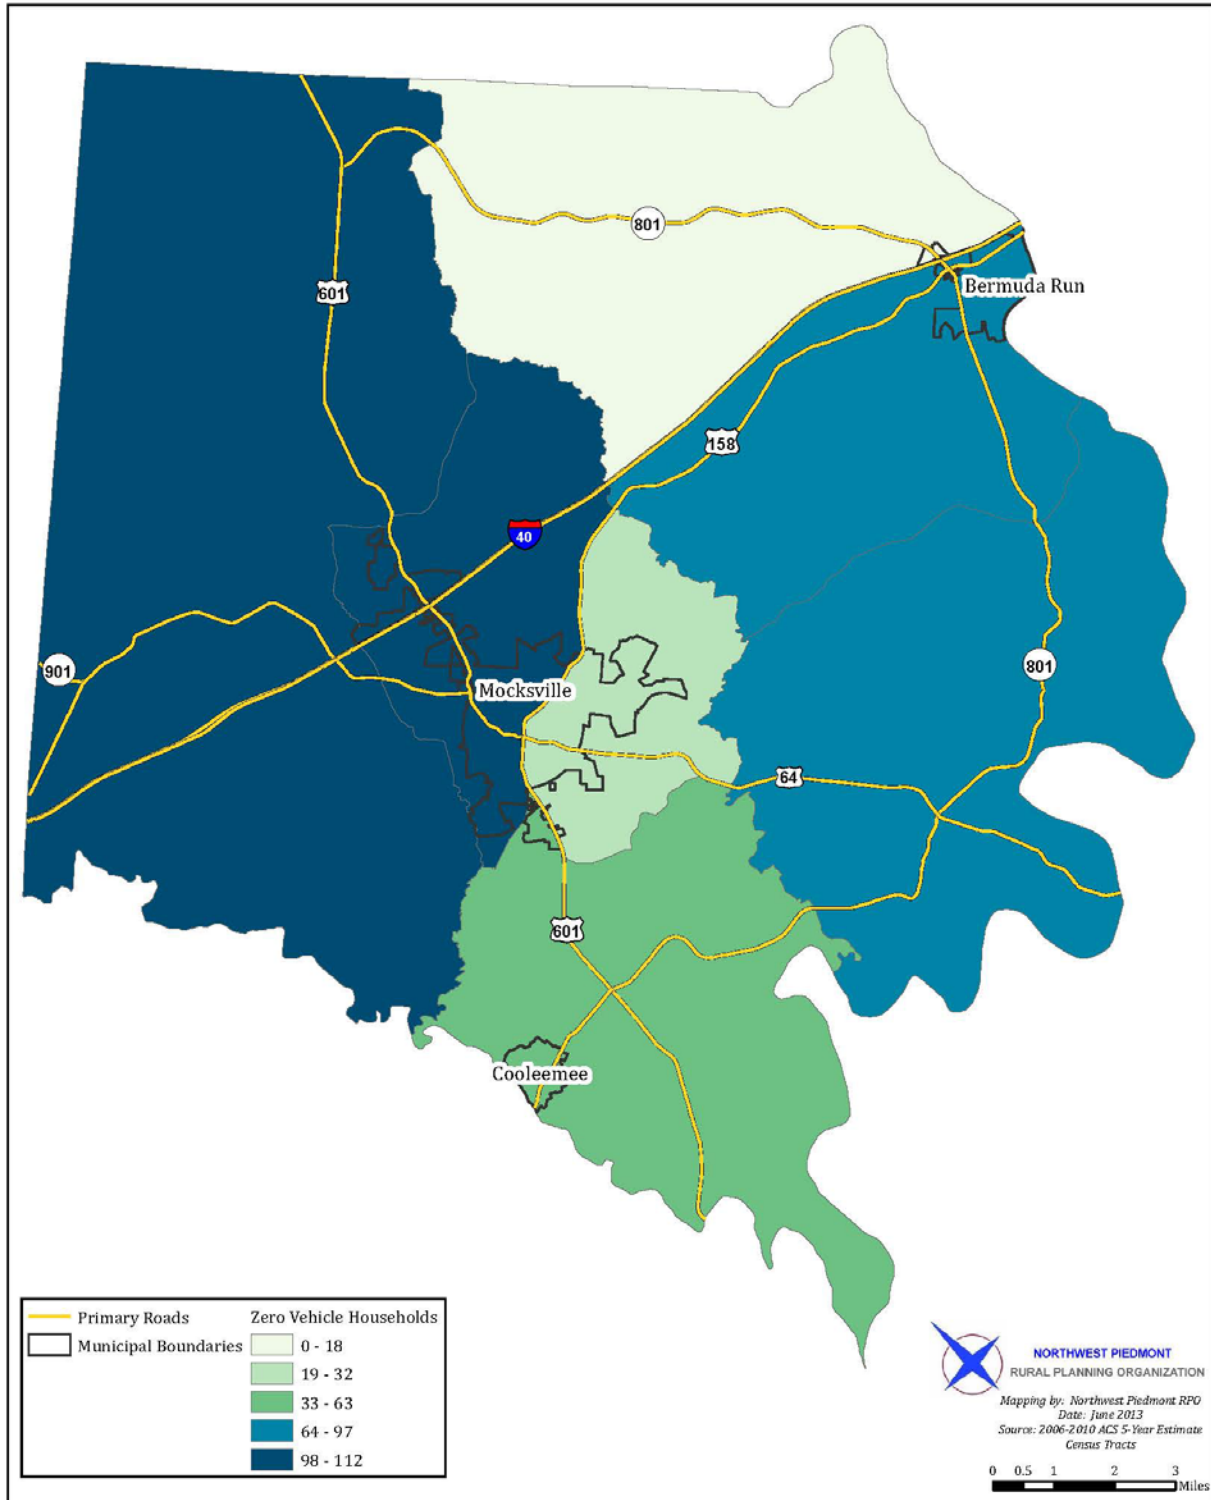 801
601
Bermuda Run
158
40
901
801
Mocksville
64
601
Cooleemee
Primary Roads
Municipal Boundaries
Zero Vehicle Households
0 - 18
19 - 32
33 - 63
64 - 97
98 - 112
NORTHWEST PIEDMONT
RURAL PLANNING ORGANIZATION
Mapping by: Northwest Piedmont RPO
Date: June 2013
Source: 2006-2010 ACS 5-Year Estimate
Census Tracts
0 0.5 1 2 3
Miles